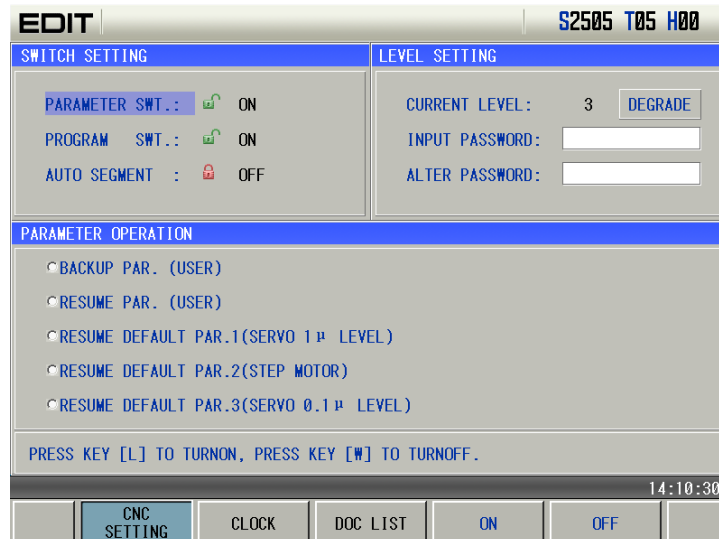 EDIT S2505 T05 H00
SWITCH SETTING
PARAMETER SWT.: ON
PROGRAM SWT.: ON
AUTO SEGMENT : OFF
LEVEL SETTING
CURRENT LEVEL: 3 DEGRADE
INPUT PASSWORD:
ALTER PASSWORD:
PARAMETER OPERATION
BACKUP PAR. (USER)
RESUME PAR. (USER)
RESUME DEFAULT PAR.1(SERVO 1μ LEVEL)
RESUME DEFAULT PAR.2(STEP MOTOR)
RESUME DEFAULT PAR.3(SERVO 0.1μ LEVEL)
PRESS KEY [L] TO TURNON, PRESS KEY [W] TO TURNOFF.
14:10:30
CNC
SETTING
CLOCK
DOC LIST
ON
OFF